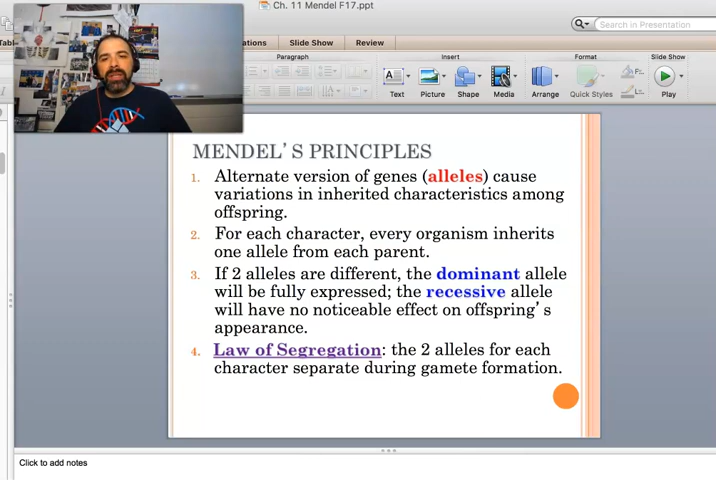 Ch. 11 Mendel F17.ppt
Search in Presentation
Slide Show
Review
Paragraph
Insert
Format
Slide Show
Text
Picture
Shape
Media
Arrange
Quick Styles
Play
MENDEL'S PRINCIPLES
1. Alternate version of genes (alleles) cause
variations in inherited characteristics among
offspring.
2. For each character, every organism inherits
one allele from each parent.
3. If 2 alleles are different, the dominant allele
will be fully expressed; the recessive allele
will have no noticeable effect on offspring's
appearance.
4. Law of Segregation: the 2 alleles for each
character separate during gamete formation.
Click to add notes